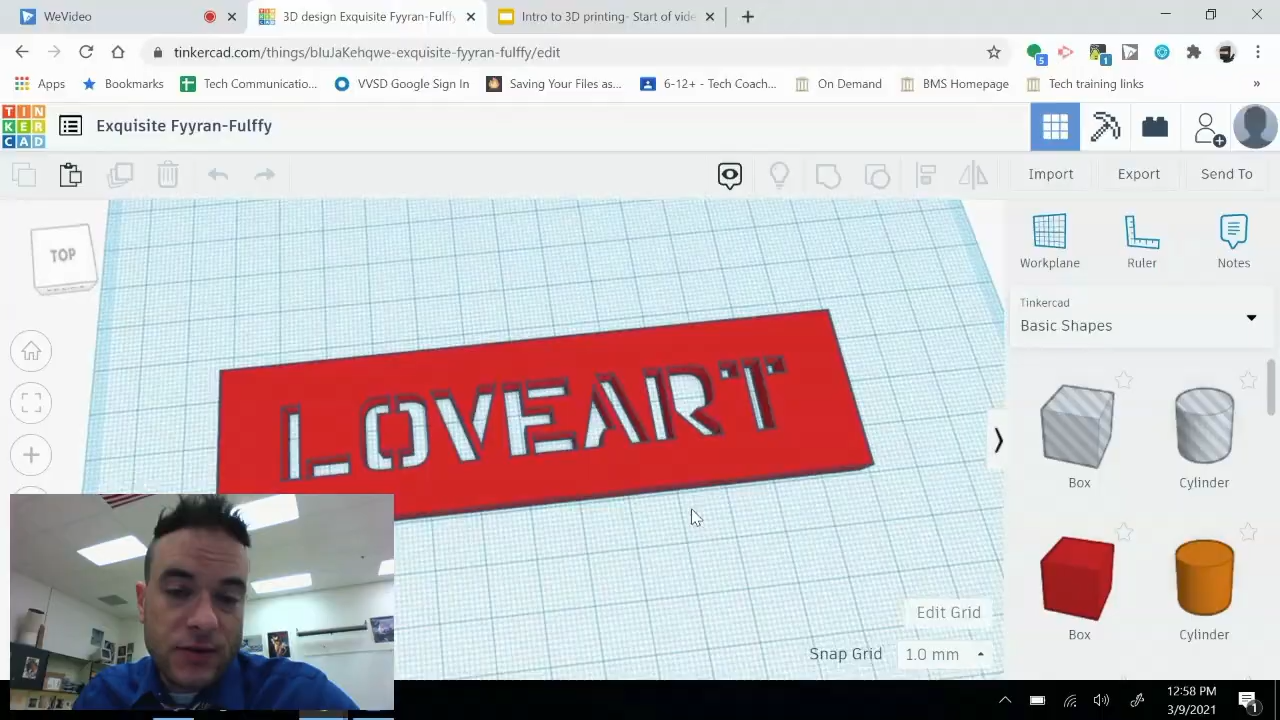 WeVideo
3D design Exquisite Fyyran-Fulff
Intro to 3D printing- Start of vide
tinkercad.com/things/bluJaKehqwe-exquisite-fyyran-fulffy/edit
5
1
Apps
Bookmarks
Tech Communicatio...
VVSD Google Sign In
Saving Your Files as...
6-12+ - Tech Coach...
On Demand
BMS Homepage
Tech training links
»
TIN
KER
CAD
Exquisite Fyyran-Fulffy
Import
Export
Send To
TOP
Workplane
Ruler
Notes
Tinkercad
Basic Shapes
LOVEART
Box
Cylinder
Box
Cylinder
Edit Grid
Snap Grid
1.0 mm
12:58 PM
3/9/2021
1